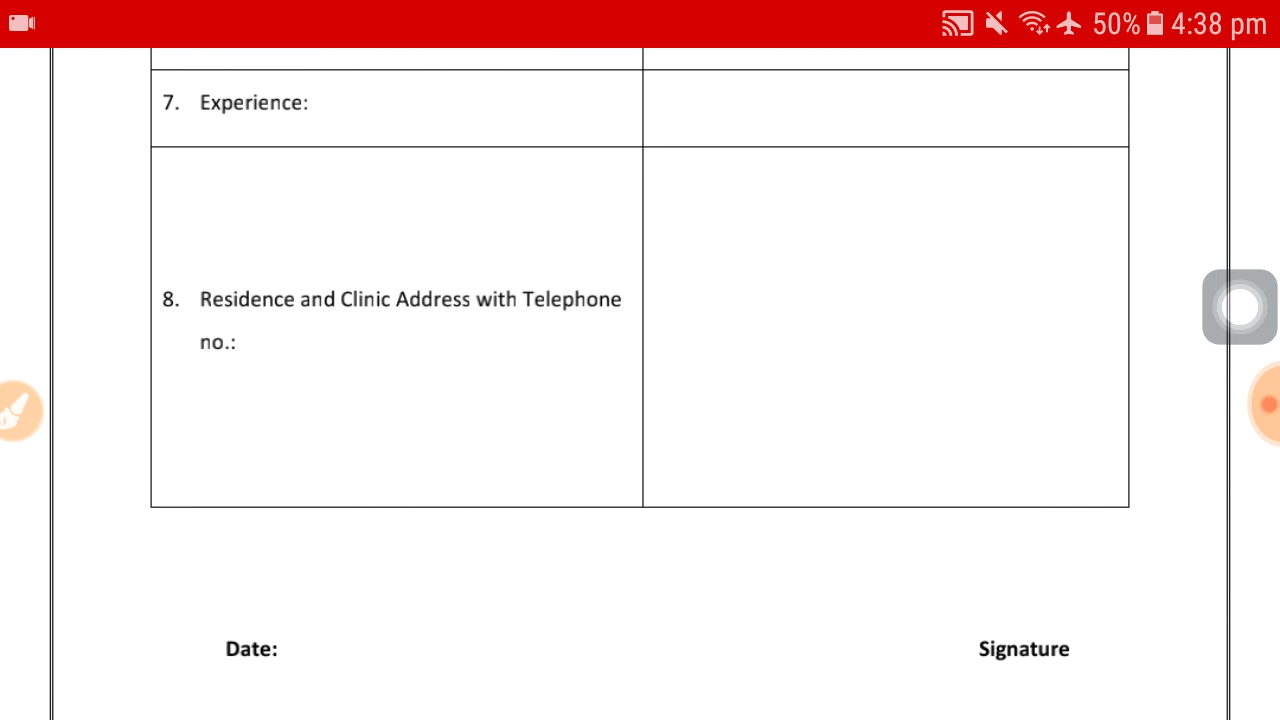 50% 4:38 pm
7. Experience:
8. Residence and Clinic Address with Telephone
no.:
Date: Signature